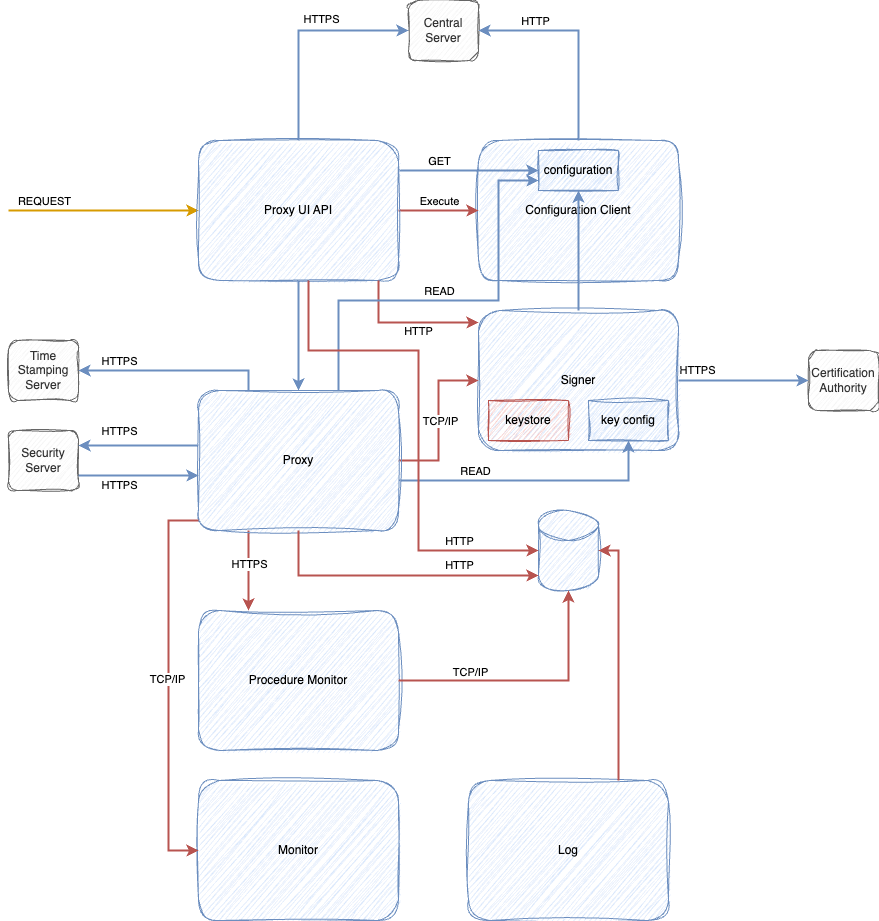 HTTPS
Central
Server
HTTP
GET
configuration
REQUEST
Proxy UI API
Execute
Configuration Client
READ
HTTP
Time
Stamping
Server
HTTPS
Signer
HTTPS
Certification
Authority
keystore
key config
TCP/IP
HTTPS
Security
Server
Proxy
READ
HTTPS
HTTP
HTTPS
HTTP
TCP/IP
Procedure Monitor
TCP/IP
Monitor
Log